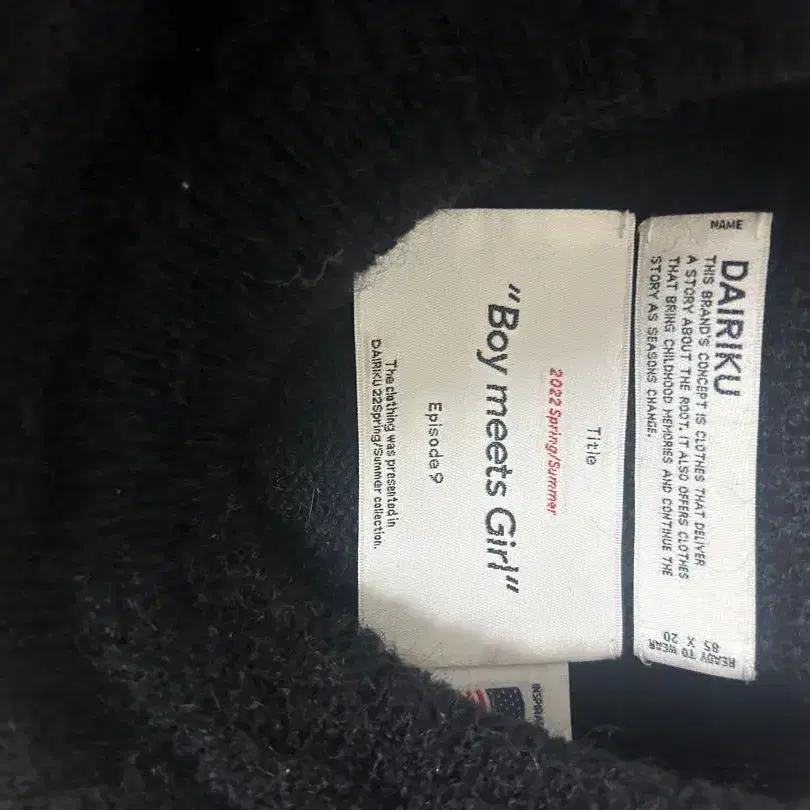 NAME
DAIRIKU
THIS BRAND'S CONCEPT IS CLOTHES THAT DELIVER
A STORY ABOUT THE ROOT. IT ALSO OFFERS CLOTHES
THAT BRING CHILDHOOD MEMORIES AND CONTINUE THE
STORY AS SEASONS CHANGE.
READY TO WEAR
85 X 20
Title
2022 Spring/Summer
"Boy meets Girl"
Episode 9
The clothing was presented in
DAIRIKU 22Spring/Summer collection.